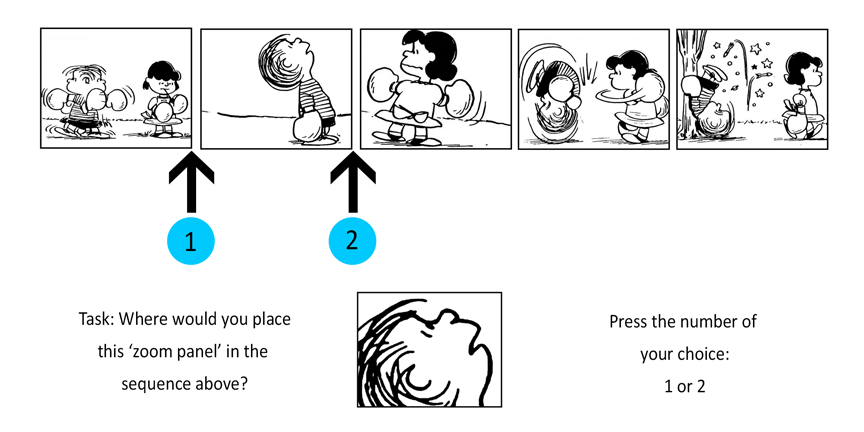 1
2
Task: Where would you place
this ‘zoom panel’ in the
sequence above?
Press the number of
your choice:
1 or 2